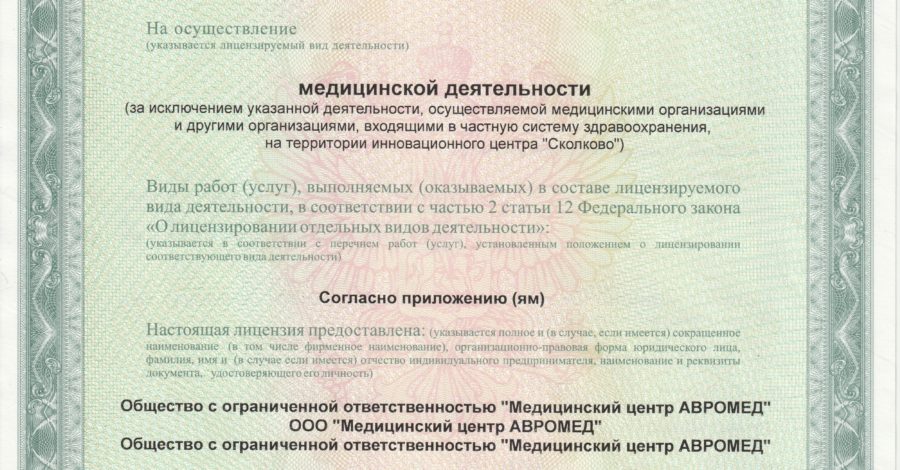 На осуществление
(указывается лицензируемый вид деятельности)
медицинской деятельности
(за исключением указанной деятельности, осуществляемой медицинскими организациями
и другими организациями, входящими в частную систему здравоохранения,
на территории инновационного центра "Сколково")
Виды работ (услуг), выполняемых (оказываемых) в составе лицензируемого
вида деятельности, в соответствии с частью 2 статьи 12 Федерального закона
«О лицензировании отдельных видов деятельности»:
(указывается в соответствии с перечнем работ (услуг), установленным положением о лицензировании
соответствующего вида деятельности)
Согласно приложению (ям)
Настоящая лицензия предоставлена: (указывается полное и (в случае, если имеется) сокращенное
наименование (в том числе фирменное наименование), организационно-правовая форма юридического лица,
фамилия, имя и (в случае если имеется) отчество индивидуального предпринимателя, наименование и реквизиты
документа, удостоверяющего его личность)
Общество с ограниченной ответственностью "Медицинский центр АВРОМЕД"
ООО "Медицинский центр АВРОМЕД"
Общество с ограниченной ответственностью "Медицинский центр АВРОМЕД"